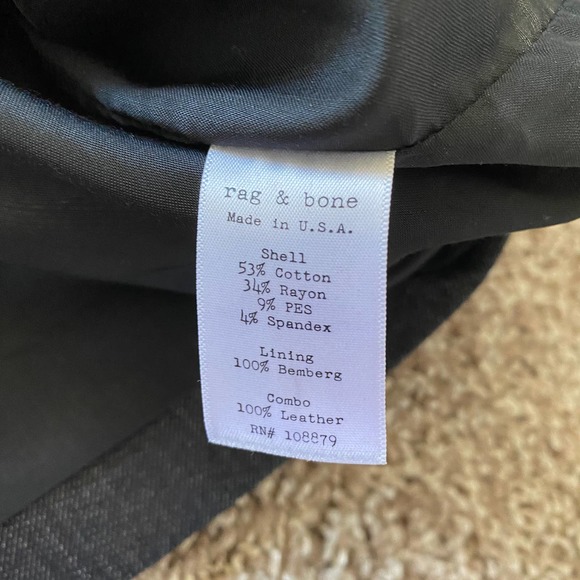 rag & bone
Made in U.S.A.
Shell
53% Cotton
34% Rayon
9% PES
4% Spandex
Lining
100% Bemberg
Combo
100% Leather
RN# 108879